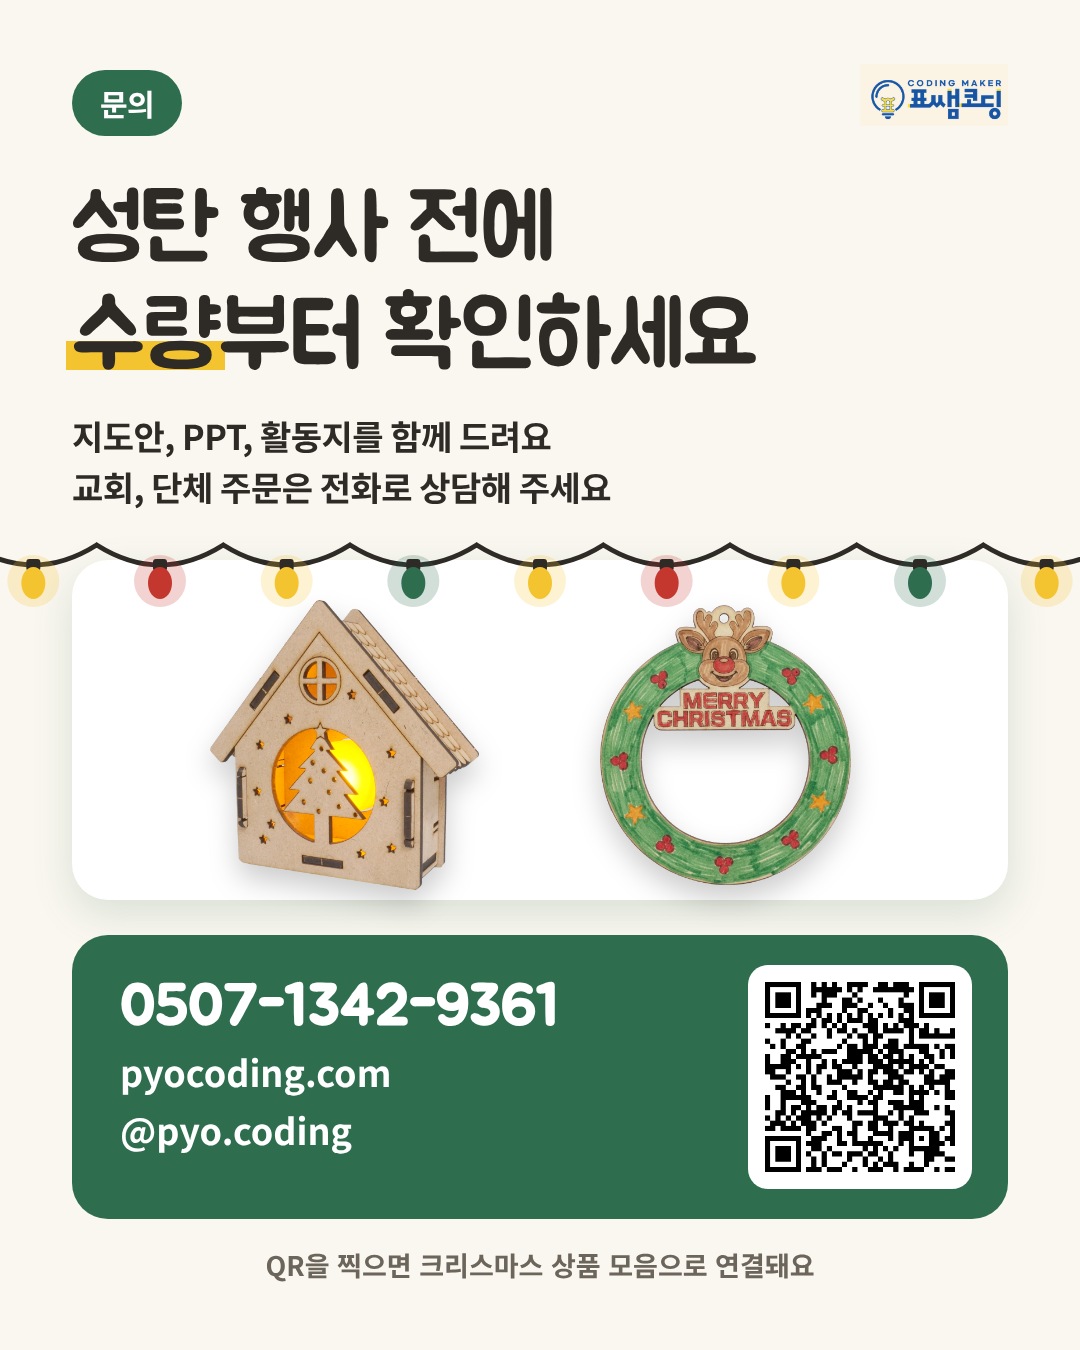 문의
CODING MAKER
표쌤코딩
성탄 행사 전에
수량부터 확인하세요
지도안, PPT, 활동지를 함께 드려요
교회, 단체 주문은 전화로 상담해 주세요
MERRY
CHRISTMAS
0507-1342-9361
pyocoding.com
@pyo.coding
QR을 찍으면 크리스마스 상품 모음으로 연결돼요